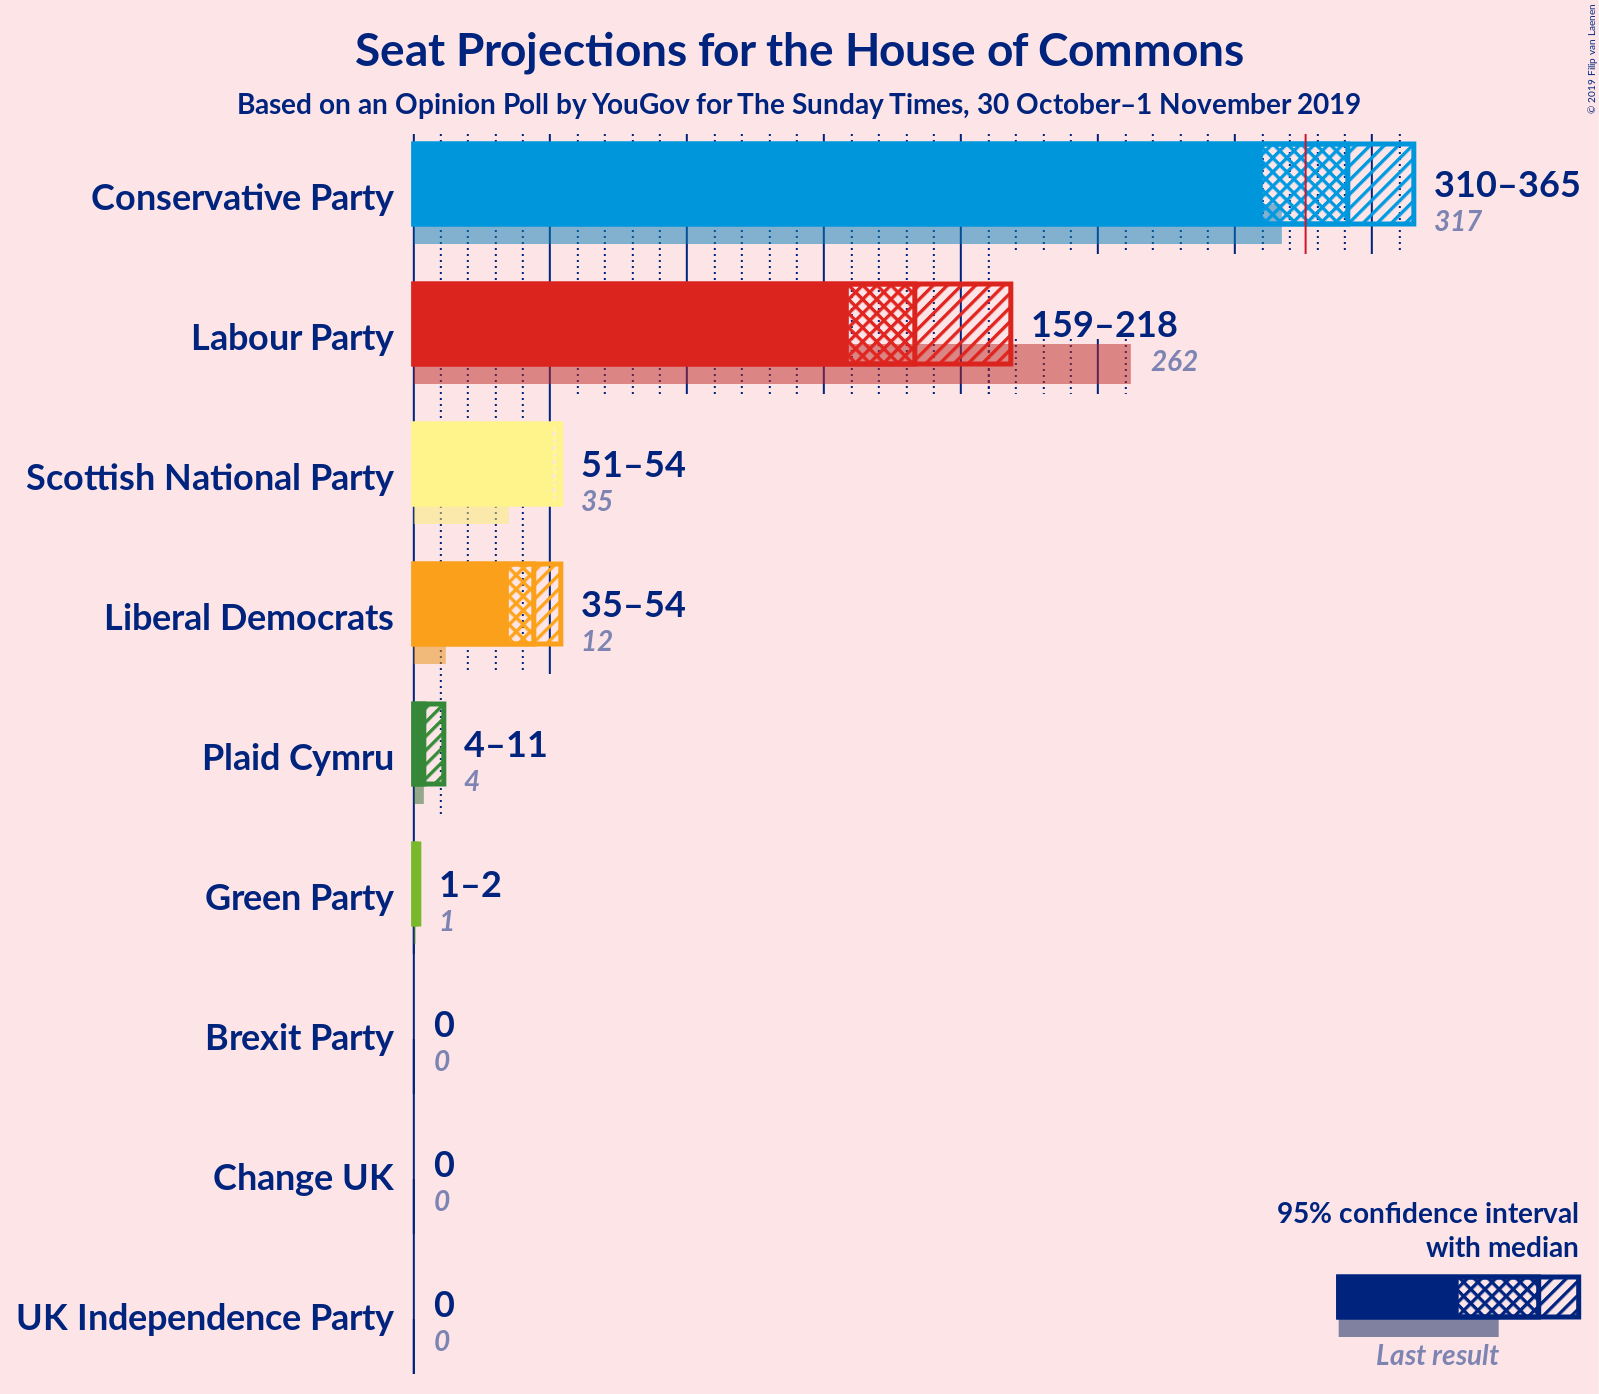 Seat Projections for the House of Commons
Based on an Opinion Poll by YouGov for The Sunday Times, 30 October–1 November 2019
© 2019 Filip van Laenen
Conservative Party
310–365
317
Labour Party
159–218
262
Scottish National Party
51–54
35
Liberal Democrats
35–54
12
Plaid Cymru
4–11
4
Green Party
1–2
1
Brexit Party
0
0
Change UK
0
0
UK Independence Party
0
0
95% confidence interval
with median
Last result